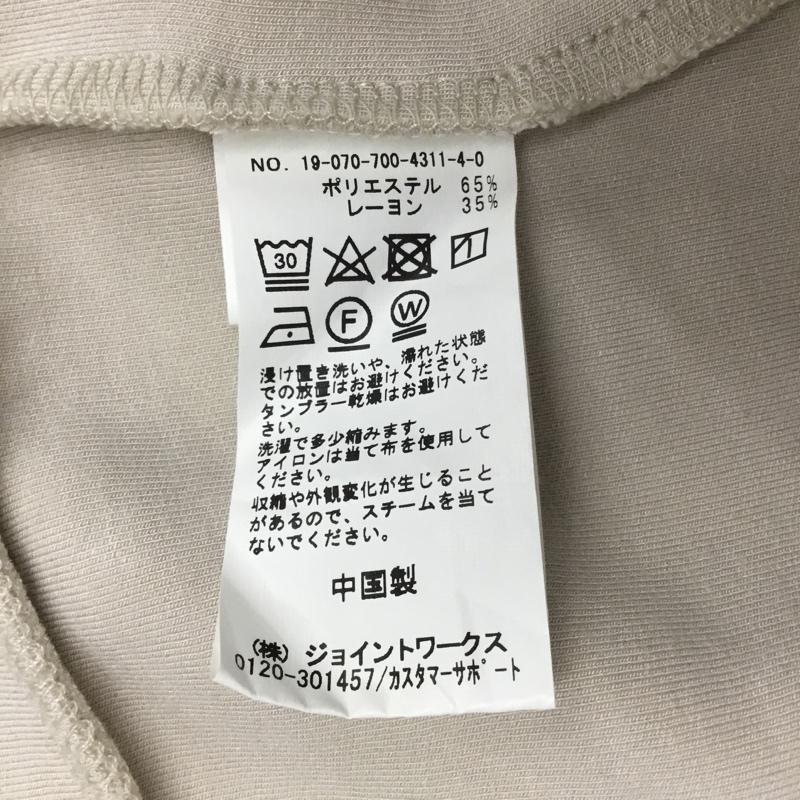 NO. 19-070-700-4311-4-0
ポリエステル 65%
レーヨン 35%
30
F W
浸け置き洗いや、濡れた状態
での放置はお避けください。
タンブラー乾燥はお避けくだ
さい。
洗濯で多少縮みます。
アイロンは当て布を使用して
ください。
収縮や外観変化が生じること
があるので、スチームを当て
ないでください。
中国製
(株) ジョイントワークス
0120-301457/カスタマーサポート